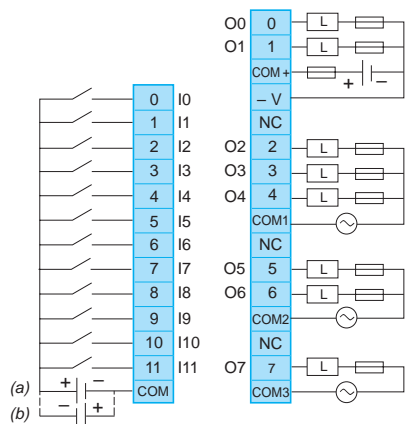 O0 0 L
O1 1 L
COM + + −
– V
NC
O2 2 L
O3 3 L
O4 4 L
COM1
NC
O5 5 L
O6 6 L
COM2
NC
O7 7 L
COM3
0 I0
1 I1
2 I2
3 I3
4 I4
5 I5
6 I6
7 I7
8 I8
9 I9
10 I10
11 I11
(a) + − COM
(b) − +